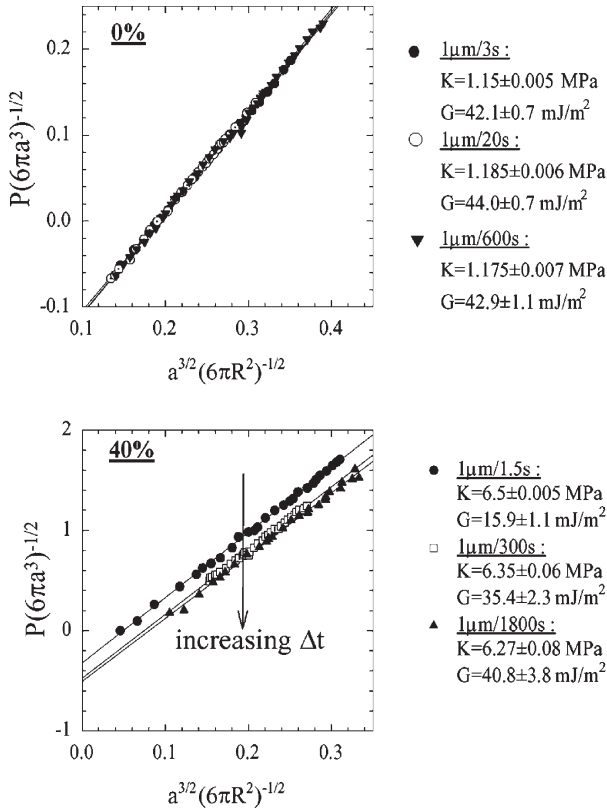 0%
0.2
0.1
0.0
-0.1
0.1
0.2
0.3
0.4
P(6πa³)⁻¹/²
a³/²(6πR²)⁻¹/²
● 1μm/3s :
K=1.15±0.005 MPa
G=42.1±0.7 mJ/m²
○ 1μm/20s :
K=1.185±0.006 MPa
G=44.0±0.7 mJ/m²
▼ 1μm/600s :
K=1.175±0.007 MPa
G=42.9±1.1 mJ/m²
40%
2
1
0
-1
0.0
0.1
0.2
0.3
P(6πa³)⁻¹/²
increasing Δt
a³/²(6πR²)⁻¹/²
● 1μm/1.5s :
K=6.5±0.005 MPa
G=15.9±1.1 mJ/m²
□ 1μm/300s :
K=6.35±0.06 MPa
G=35.4±2.3 mJ/m²
▲ 1μm/1800s :
K=6.27±0.08 MPa
G=40.8±3.8 mJ/m²